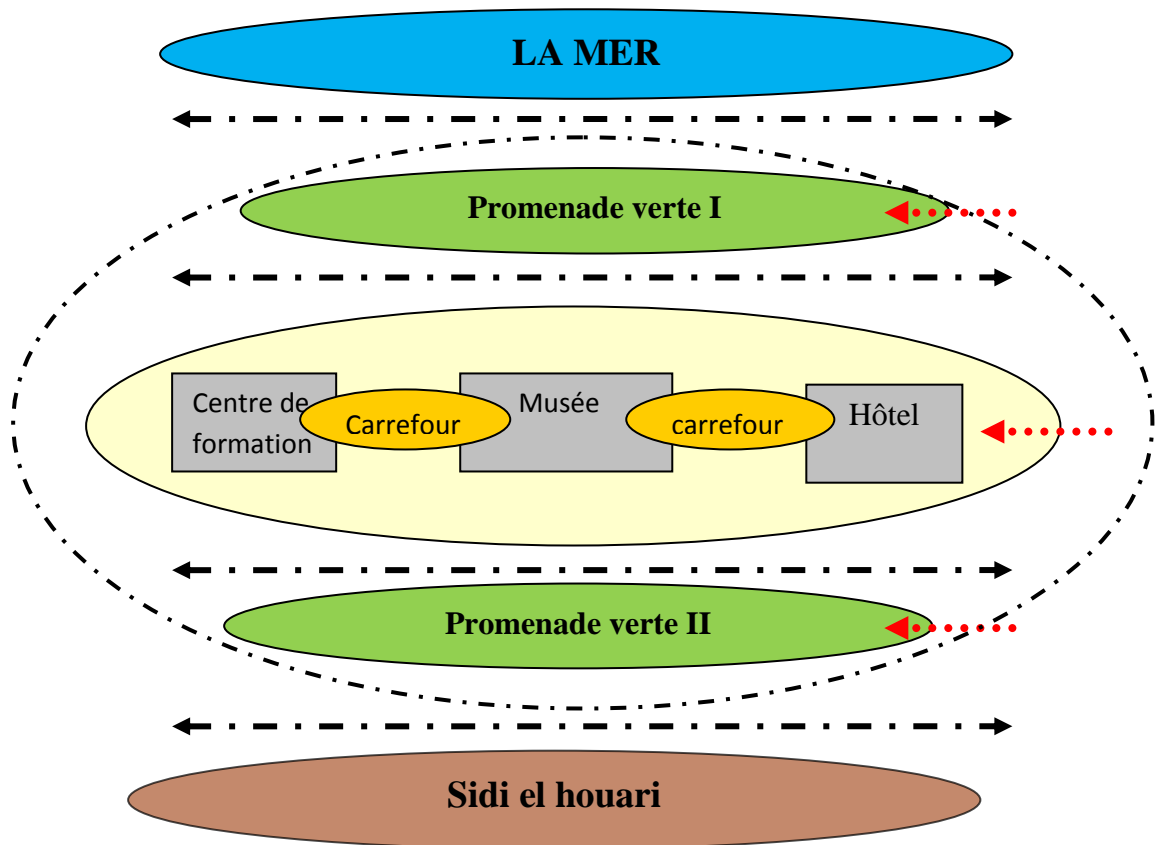 LA MER
Promenade verte I
Centre de
formation
Carrefour
Musée
carrefour
Hôtel
Promenade verte II
Sidi el houari